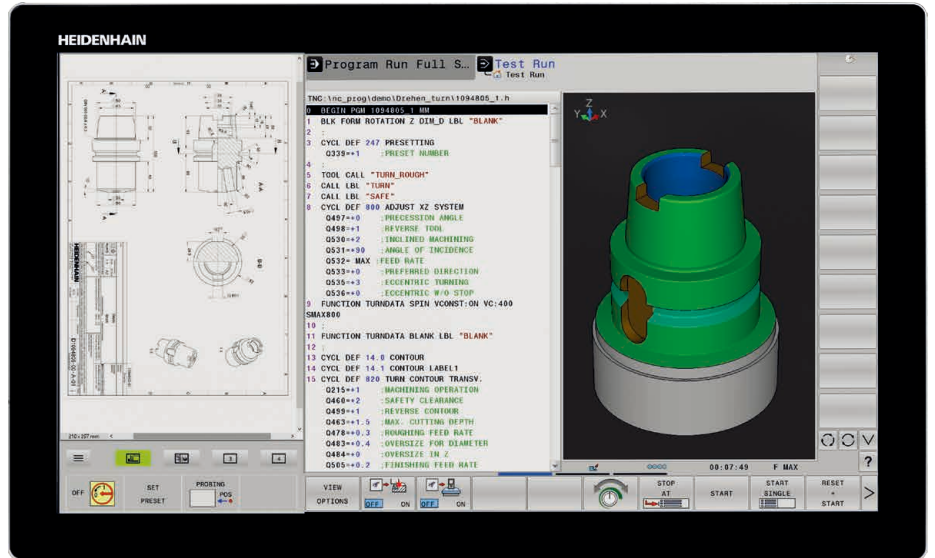 HEIDENHAIN
Program Run Full S...
Test Run
Test Run
TNC:\nc_prog\demo\Drehen_turn\1094805_1.h
0 BEGIN PGM 1094805_1 MM
1 BLK FORM ROTATION Z DIM_D LBL "BLANK"
2 ;
3 CYCL DEF 247 PRESETTING
Q339=+1 ;PRESET NUMBER
4 ;
5 TOOL CALL "TURN_ROUGH"
6 CALL LBL "TURN"
7 CALL LBL "SAFE"
8 CYCL DEF 800 ADJUST XZ SYSTEM
Q497=+0 ;PRECESSION ANGLE
Q498=+1 ;REVERSE TOOL
Q530=+2 ;INCLINED MACHINING
Q531=+90 ;ANGLE OF INCIDENCE
Q532= MAX ;FEED RATE
Q533=+0 ;PREFERRED DIRECTION
Q535=+3 ;ECCENTRIC TURNING
Q536=+0 ;ECCENTRIC W/O STOP
9 FUNCTION TURNDATA SPIN VCONST:ON VC:400
SMAX800
10 ;
11 FUNCTION TURNDATA BLANK LBL "BLANK"
12 ;
13 CYCL DEF 14.0 CONTOUR
14 CYCL DEF 14.1 CONTOUR LABEL1
15 CYCL DEF 820 TURN CONTOUR TRANSV.
Q215=+1 ;MACHINING OPERATION
Q460=+2 ;SAFETY CLEARANCE
Q499=+1 ;REVERSE CONTOUR
Q463=+1.5 ;MAX. CUTTING DEPTH
Q478=+0.3 ;ROUGHING FEED RATE
Q483=+0.4 ;OVERSIZE FOR DIAMETER
Q484=+0 ;OVERSIZE IN Z
Q505=+0.2 ;FINISHING FEED RATE
Z
Y X
00:07:49 F MAX
210 x 297 mm
3 4
OFF
SET
PRESET
PROBING
POS
VIEW
OPTIONS
OFF ON
OFF ON
STOP
AT
START
START
SINGLE
RESET
+
START
?